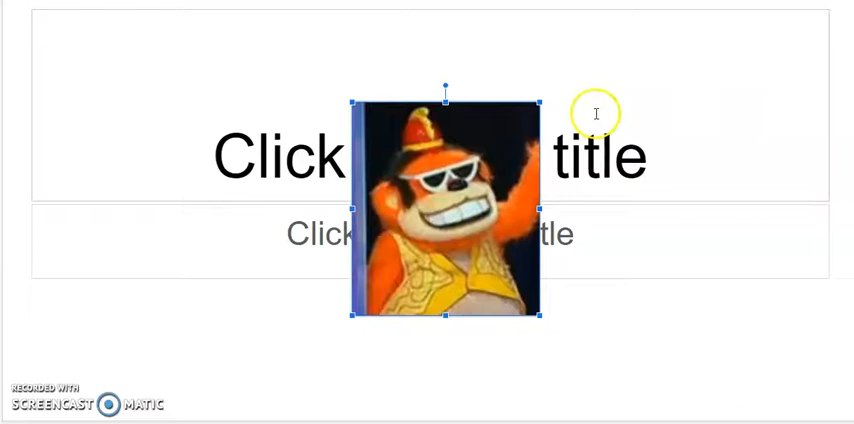 Click title
Click tle
RECORDED WITH
SCREENCAST MATIC